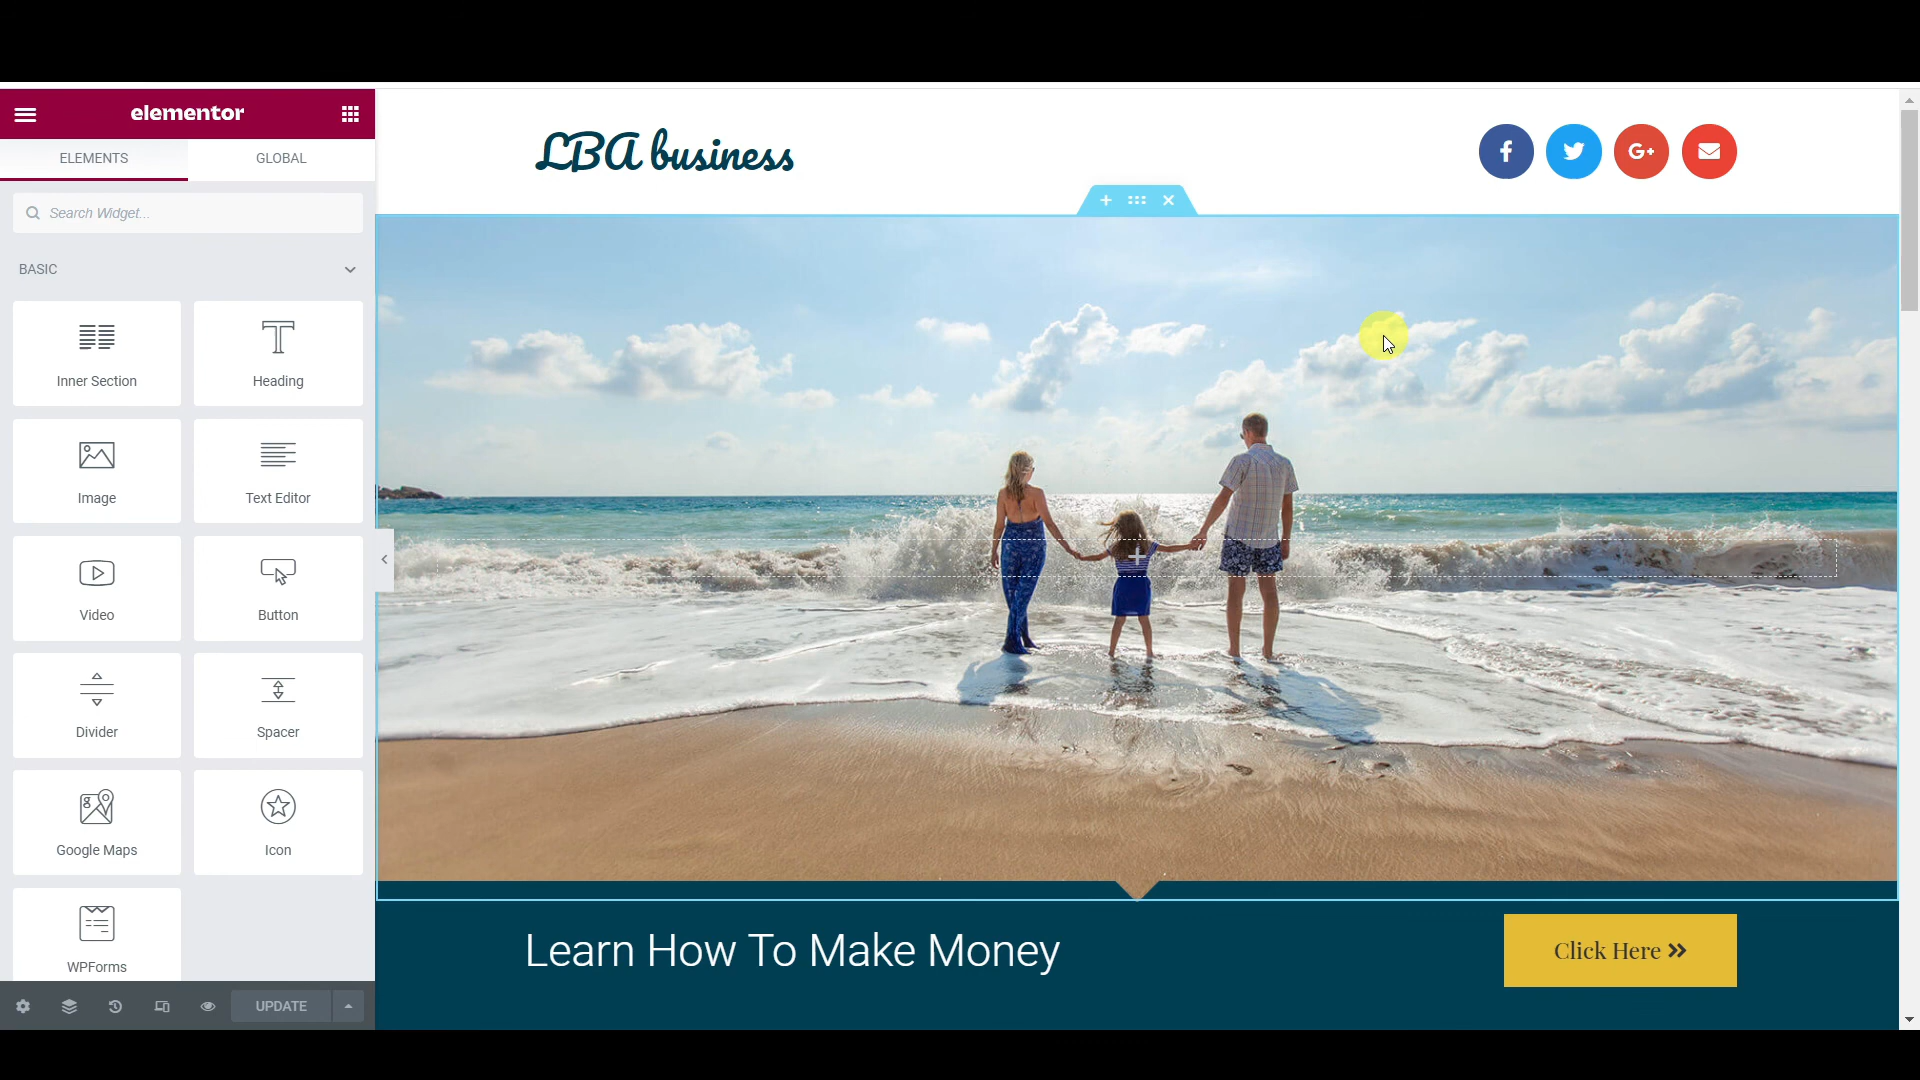 elementor
ELEMENTS
GLOBAL
Search Widget...
BASIC
Inner Section
Heading
Image
Text Editor
Video
Button
Divider
Spacer
Google Maps
Icon
WPForms
UPDATE
LBA business
Learn How To Make Money
Click Here